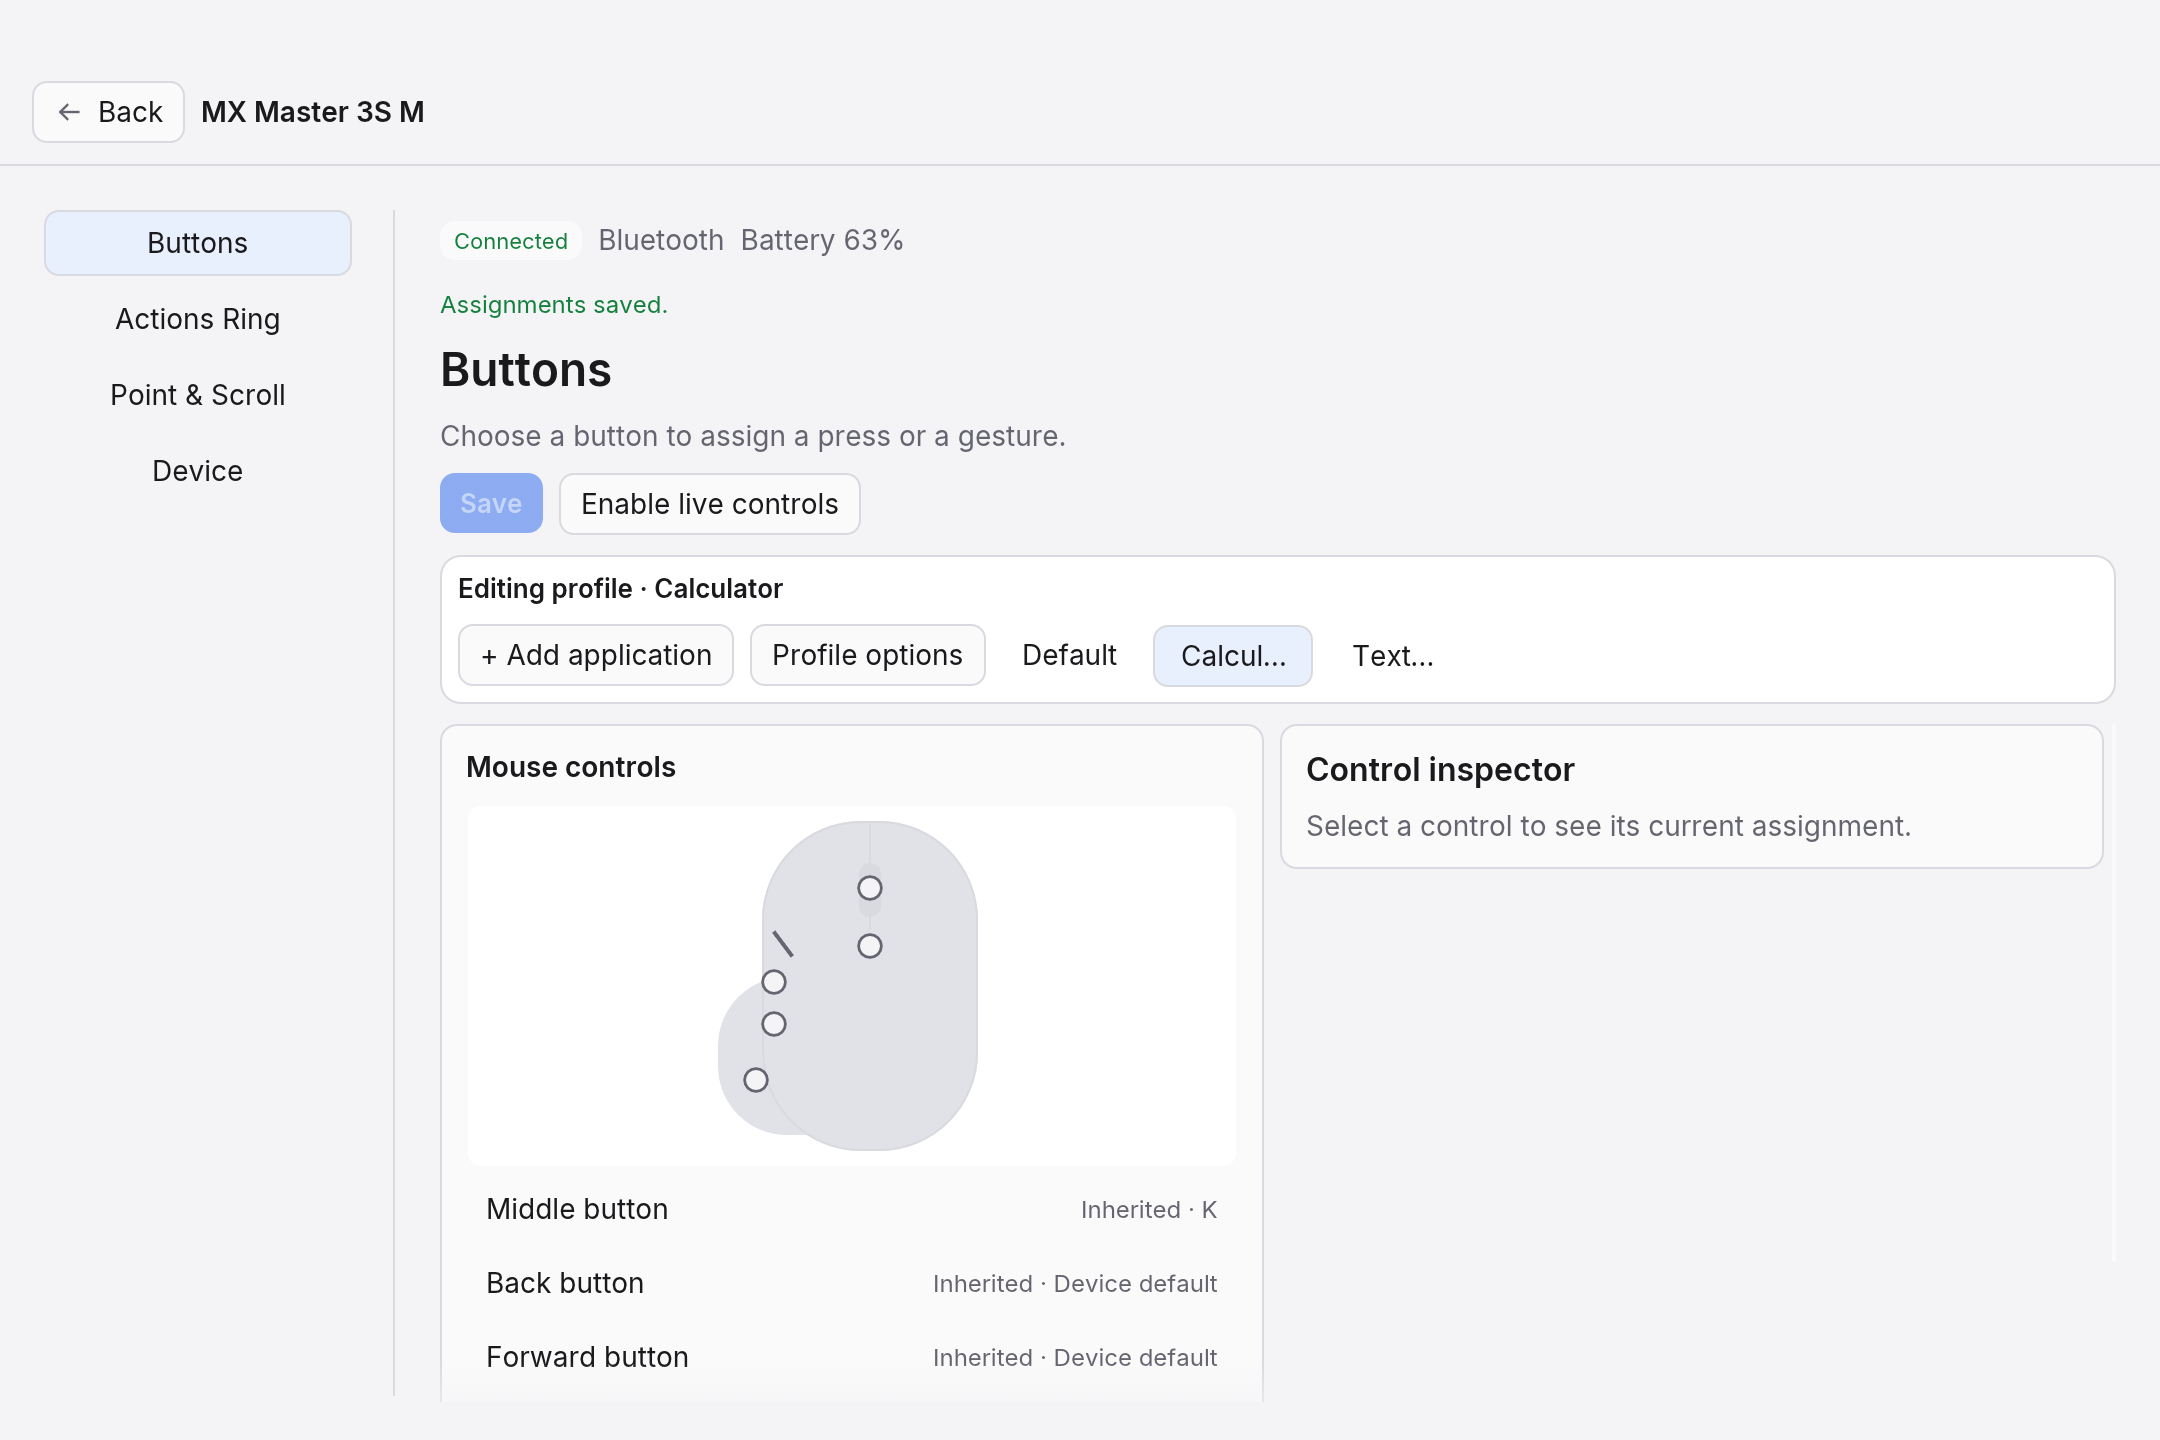 ← Back MX Master 3S M
Buttons
Actions Ring
Point & Scroll
Device
Connected Bluetooth Battery 63%
Assignments saved.
Buttons
Choose a button to assign a press or a gesture.
Save Enable live controls
Editing profile · Calculator
+ Add application Profile options Default Calcul... Text...
Mouse controls
Middle button Inherited · K
Back button Inherited · Device default
Forward button Inherited · Device default
Control inspector
Select a control to see its current assignment.